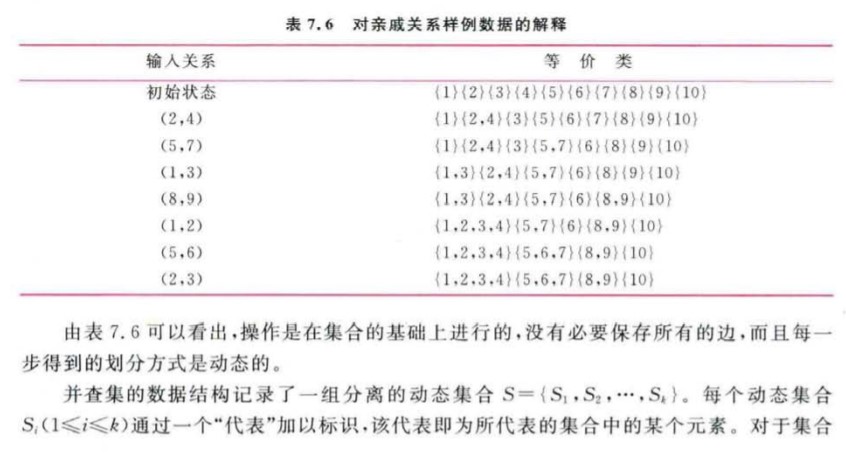 表 7.6 对亲戚关系样例数据的解释
输入关系 等 价 类
初始状态 {1}{2}{3}{4}{5}{6}{7}{8}{9}{10}
(2,4) {1}{2,4}{3}{5}{6}{7}{8}{9}{10}
(5,7) {1}{2,4}{3}{5,7}{6}{8}{9}{10}
(1,3) {1,3}{2,4}{5,7}{6}{8}{9}{10}
(8,9) {1,3}{2,4}{5,7}{6}{8,9}{10}
(1,2) {1,2,3,4}{5,7}{6}{8,9}{10}
(5,6) {1,2,3,4}{5,6,7}{8,9}{10}
(2,3) {1,2,3,4}{5,6,7}{8,9}{10}
由表 7.6 可以看出,操作是在集合的基础上进行的,没有必要保存所有的边,而且每一
步得到的划分方式是动态的。
并查集的数据结构记录了一组分离的动态集合 S={S₁,S₂,…,Sₖ}。每个动态集合
Sᵢ(1≤i≤k)通过一个“代表”加以标识,该代表即为所代表的集合中的某个元素。对于集合